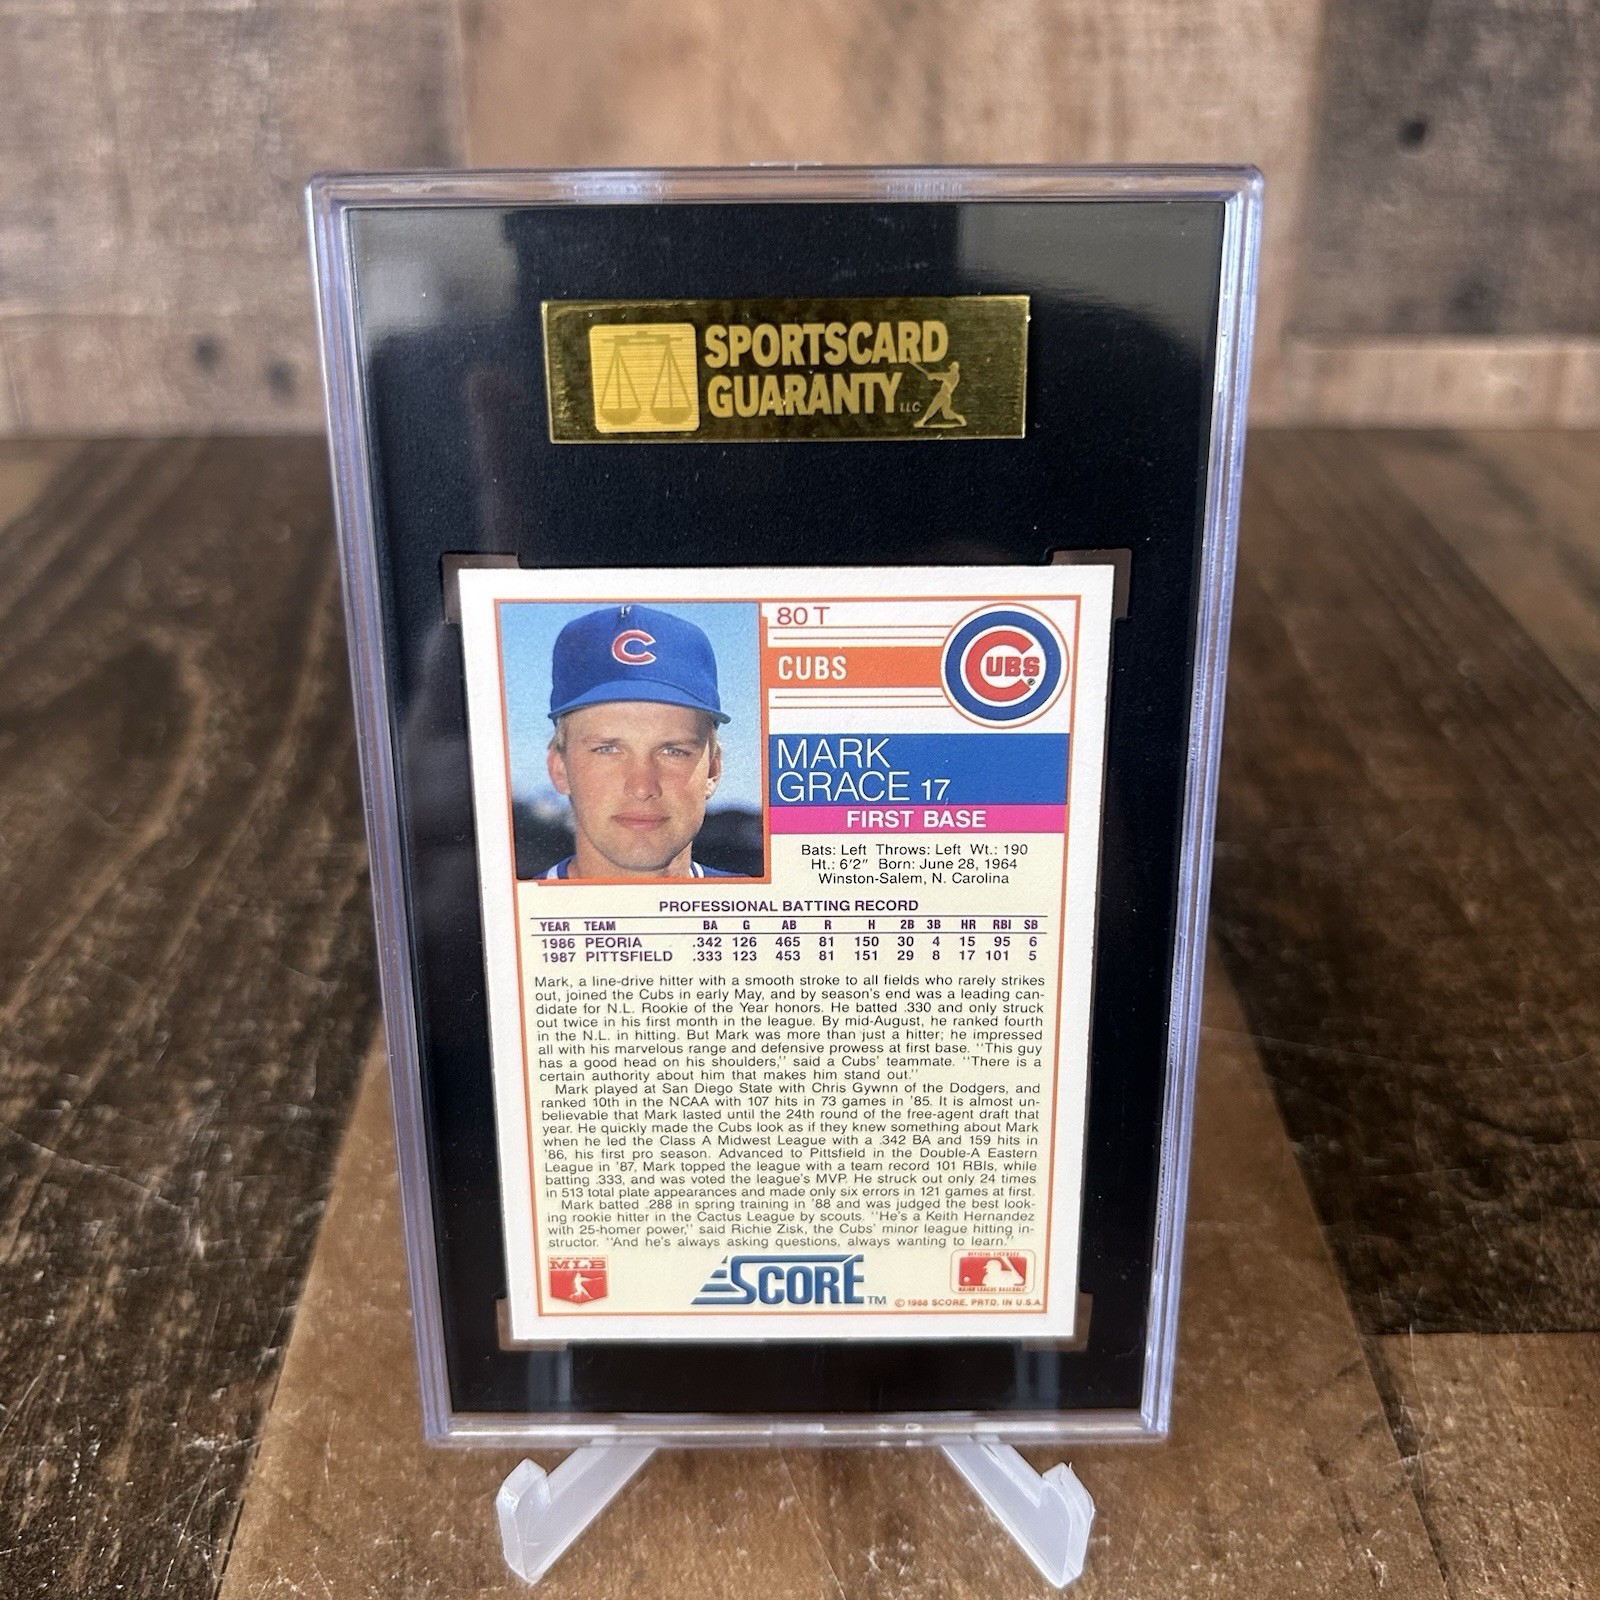 SPORTSCARD
GUARANTY LLC
C
80 T
CUBS
CUBS®
MARK
GRACE 17
FIRST BASE
Bats: Left Throws: Left Wt.: 190
Ht.: 6'2" Born: June 28, 1964
Winston-Salem, N. Carolina
PROFESSIONAL BATTING RECORD
YEAR TEAM BA G AB R H 2B 3B HR RBI SB
1986 PEORIA .342 126 465 81 150 30 4 15 95 6
1987 PITTSFIELD .333 123 453 81 151 29 8 17 101 5
Mark, a line-drive hitter with a smooth stroke to all fields who rarely strikes
out, joined the Cubs in early May, and by season's end was a leading can-
didate for N.L. Rookie of the Year honors. He batted .330 and only struck
out twice in his first month in the league. By mid-August, he ranked fourth
in the N.L. in hitting. But Mark was more than just a hitter; he impressed
all with his marvelous range and defensive prowess at first base. "This guy
has a good head on his shoulders," said a Cubs' teammate. "There is a
certain authority about him that makes him stand out."
Mark played at San Diego State with Chris Gywnn of the Dodgers, and
ranked 10th in the NCAA with 107 hits in 73 games in '85. It is almost un-
believable that Mark lasted until the 24th round of the free-agent draft that
year. He quickly made the Cubs look as if they knew something about Mark
when he led the Class A Midwest League with a .342 BA and 159 hits in
'86, his first pro season. Advanced to Pittsfield in the Double-A Eastern
League in '87, Mark topped the league with a team record 101 RBIs, while
batting .333, and was voted the league's MVP. He struck out only 24 times
in 513 total plate appearances and made only six errors in 121 games at first.
Mark batted .288 in spring training in '88 and was judged the best look-
ing rookie hitter in the Cactus League by scouts. "He's a Keith Hernandez
with 25-homer power," said Richie Zisk, the Cubs' minor league hitting in-
structor. "And he's always asking questions, always wanting to learn."
MLB
SCORE™
OFFICIAL LICENSEE
MAJOR LEAGUE BASEBALL
© 1988 SCORE, PRTD. IN U.S.A.